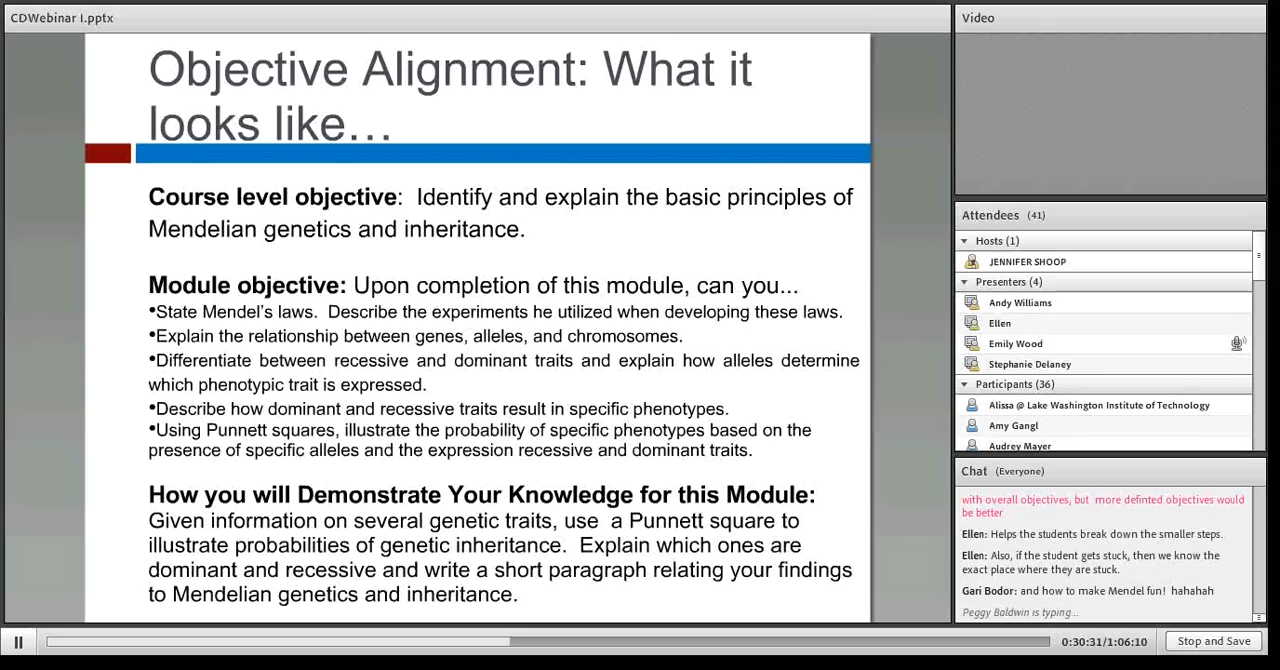 CDWebinar I.pptx
Objective Alignment: What it
looks like…
Course level objective:  Identify and explain the basic principles of
Mendelian genetics and inheritance.
Module objective: Upon completion of this module, can you...
•State Mendel’s laws.  Describe the experiments he utilized when developing these laws.
•Explain the relationship between genes, alleles, and chromosomes.
•Differentiate between recessive and dominant traits and explain how alleles determine
which phenotypic trait is expressed.
•Describe how dominant and recessive traits result in specific phenotypes.
•Using Punnett squares, illustrate the probability of specific phenotypes based on the
presence of specific alleles and the expression recessive and dominant traits.
How you will Demonstrate Your Knowledge for this Module:
Given information on several genetic traits, use  a Punnett square to
illustrate probabilities of genetic inheritance.  Explain which ones are
dominant and recessive and write a short paragraph relating your findings
to Mendelian genetics and inheritance.
Video
Attendees (41)
Hosts (1)
JENNIFER SHOOP
Presenters (4)
Andy Williams
Ellen
Emily Wood
Stephanie Delaney
Participants (36)
Alissa @ Lake Washington Institute of Technology
Amy Gangl
Audrey Mayer
Chat (Everyone)
with overall objectives, but  more definted objectives would
be better
Ellen: Helps the students break down the smaller steps.
Ellen: Also, if the student gets stuck, then we know the
exact place where they are stuck.
Gari Bodor: and how to make Mendel fun!  hahahah
Peggy Baldwin is typing...
0:30:31/1:06:10
Stop and Save